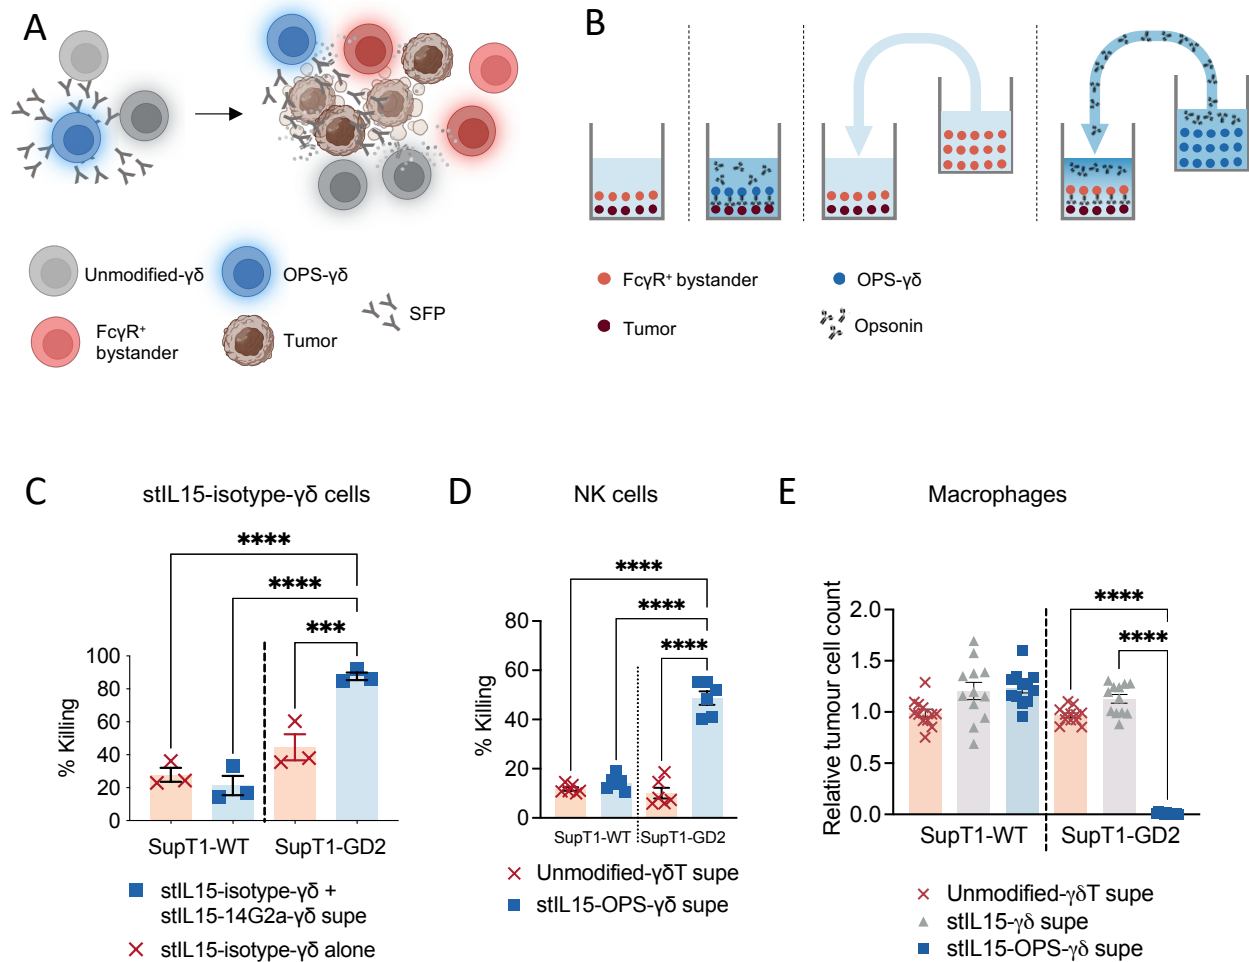 A
Unmodified-γδ
OPS-γδ
SFP
FcγR⁺
bystander
Tumor
B
FcγR⁺ bystander
OPS-γδ
Tumor
Opsonin
C
stIL15-isotype-γδ cells
****
****
***
% Killing
100
80
60
40
20
0
SupT1-WT
SupT1-GD2
stIL15-isotype-γδ +
stIL15-14G2a-γδ supe
stIL15-isotype-γδ alone
D
NK cells
****
****
****
% Killing
80
60
40
20
0
SupT1-WT
SupT1-GD2
Unmodified-γδT supe
stIL15-OPS-γδ supe
E
Macrophages
****
****
Relative tumour cell count
2.0
1.5
1.0
0.5
0.0
SupT1-WT
SupT1-GD2
Unmodified-γδT supe
stIL15-γδ supe
stIL15-OPS-γδ supe